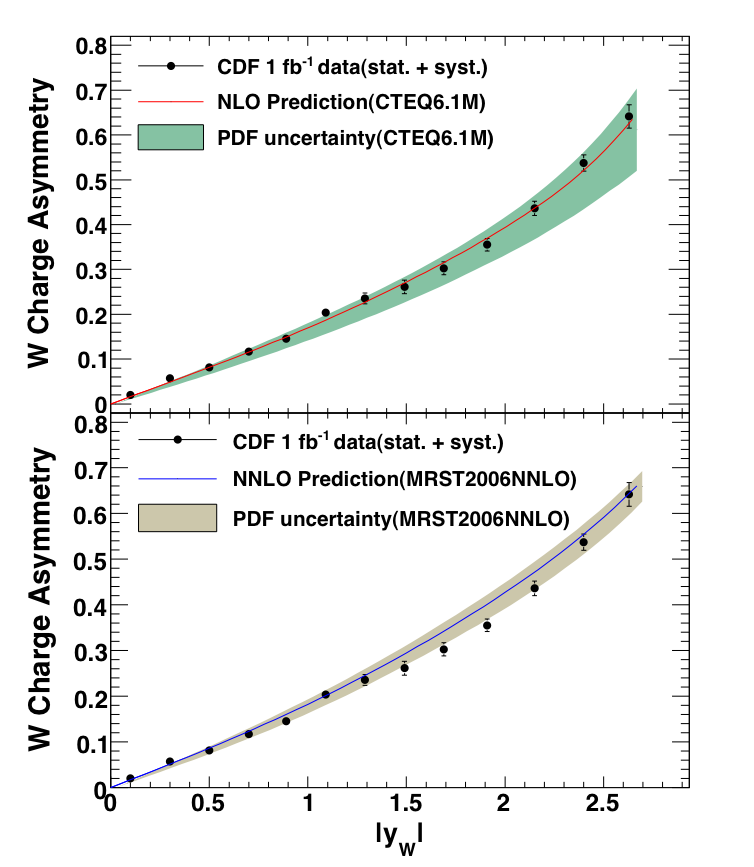 W Charge Asymmetry
0.8
0.7
0.6
0.5
0.4
0.3
0.2
0.1
0
CDF 1 fb-1 data(stat. + syst.)
NLO Prediction(CTEQ6.1M)
PDF uncertainty(CTEQ6.1M)
W Charge Asymmetry
0.8
0.7
0.6
0.5
0.4
0.3
0.2
0.1
0
CDF 1 fb-1 data(stat. + syst.)
NNLO Prediction(MRST2006NNLO)
PDF uncertainty(MRST2006NNLO)
0 0.5 1 1.5 2 2.5
|yW|